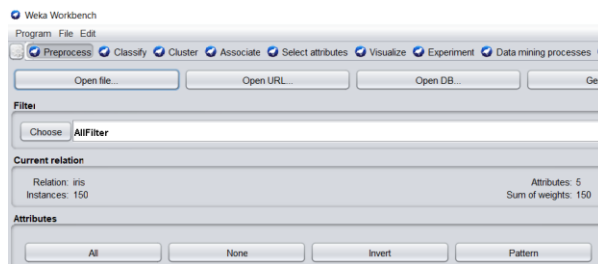 Weka Workbench
Program File Edit
Preprocess Classify Cluster Associate Select attributes Visualize Experiment Data mining processes
Open file... Open URL... Open DB... Ge
Filter
Choose AllFilter
Current relation
Relation: iris Attributes: 5
Instances: 150 Sum of weights: 150
Attributes
All None Invert Pattern